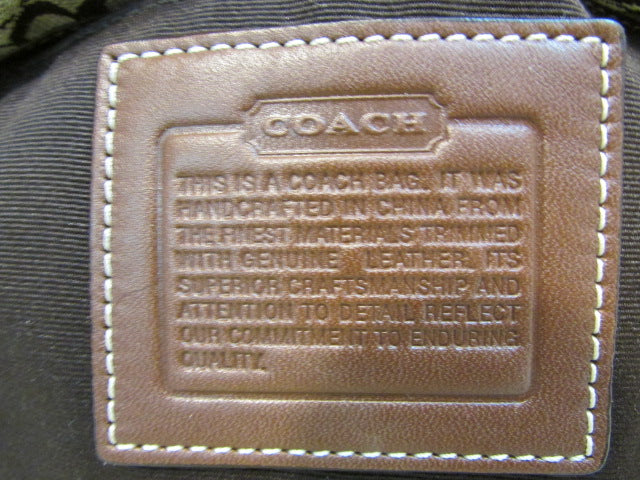 COACH
THIS IS A COACH BAG. IT WAS
HANDCRAFTED IN CHINA FROM
THE FINEST MATERIALS TRIMMED
WITH GENUINE LEATHER. ITS
SUPERIOR CRAFTSMANSHIP AND
ATTENTION TO DETAIL REFLECT
OUR COMMITMENT TO ENDURING
QUALITY.